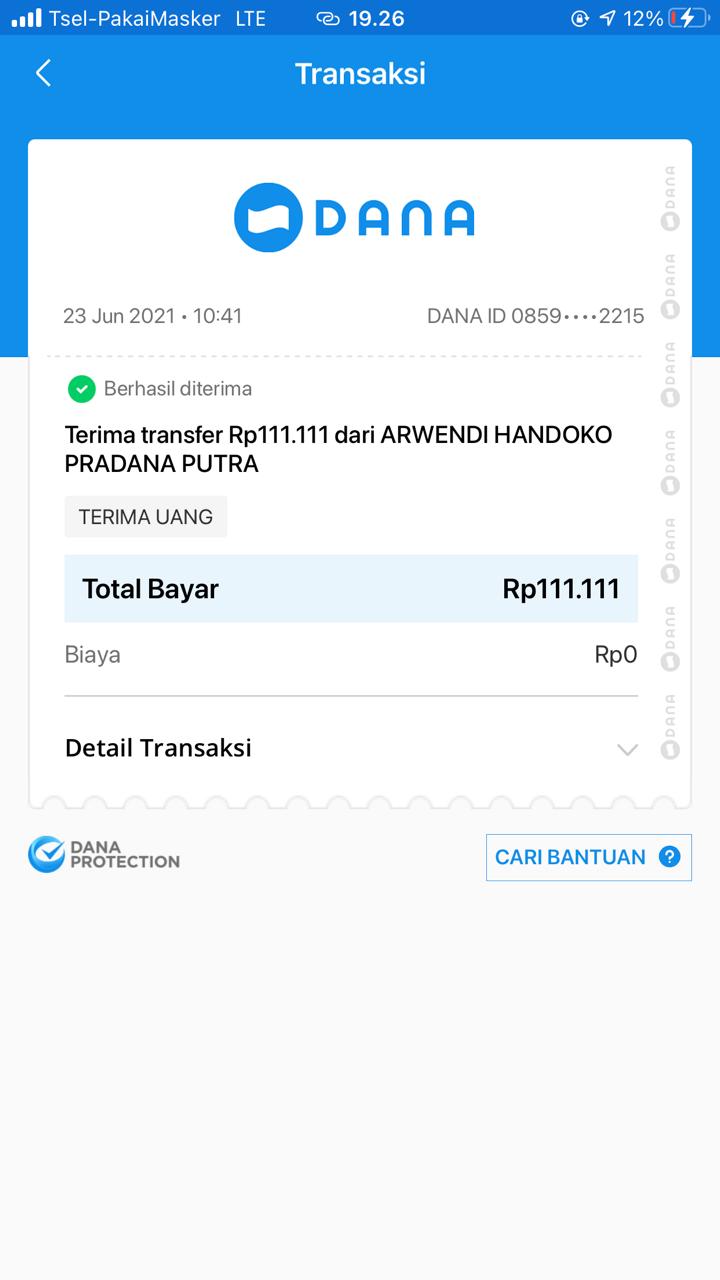 Tsel-PakaiMasker LTE 19.26 12%
Transaksi
DANA
23 Jun 2021 • 10:41 DANA ID 0859••••2215
Berhasil diterima
Terima transfer Rp111.111 dari ARWENDI HANDOKO
PRADANA PUTRA
TERIMA UANG
Total Bayar Rp111.111
Biaya Rp0
Detail Transaksi
DANA
DANA
DANA
DANA
DANA
DANA
DANA
DANA
PROTECTION
CARI BANTUAN ?